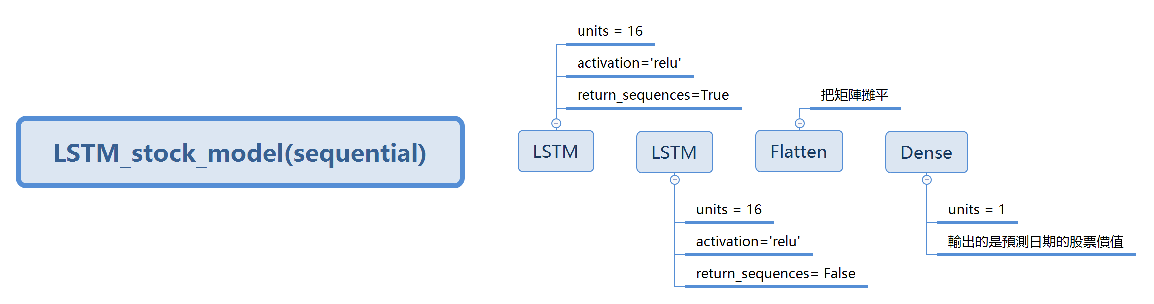 LSTM_stock_model(sequential)
units = 16
activation='relu'
return_sequences=True
LSTM
LSTM
units = 16
activation='relu'
return_sequences= False
把矩陣攤平
Flatten
Dense
units = 1
輸出的是預測日期的股票價值